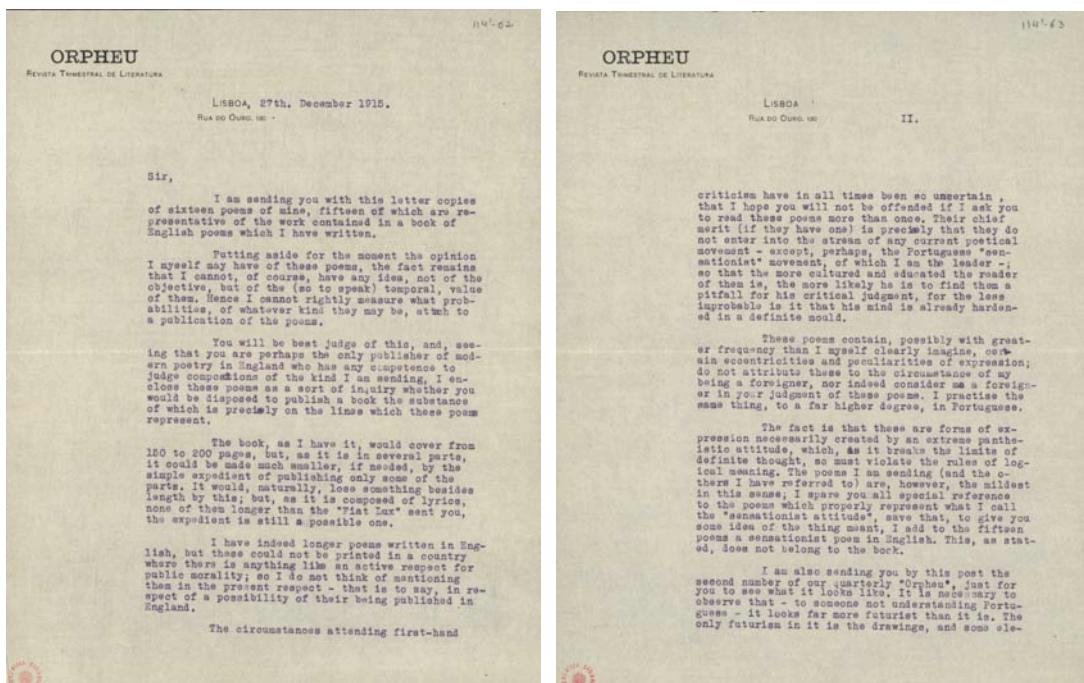 114¹-62
ORPHEU
REVISTA TRIMESTRAL DE LITERATURA
LISBOA, 27th. December 1915.
RUA DO OURO, 190
Sir,
I am sending you with this letter copies
of sixteen poems of mine, fifteen of which are re-
presentative of the work contained in a book of
English poems which I have written.
Putting aside for the moment the opinion
I myself may have of these poems, the fact remains
that I cannot, of course, have any idea, not of the
objective, but of the (so to speak) temporal, value
of them. Hence I cannot rightly measure what prob-
abilities, of whatever kind they may be, attach to
a publication of the poems.
You will be best judge of this, and, see-
ing that you are perhaps the only publisher of mod-
ern poetry in England who has any competence to
judge compositions of the kind I am sending, I en-
close these poems as a sort of inquiry whether you
would be disposed to publish a book the substance
of which is precisely on the lines which these poems
represent.
The book, as I have it, would cover from
150 to 200 pages, but, as it is in several parts,
it could be made much smaller, if needed, by the
simple expedient of publishing only some of the
parts. It would, naturally, lose something besides
length by this; but, as it is composed of lyrics,
none of them longer than the "Fiat Lux" sent you,
the expedient is still a possible one.
I have indeed longer poems written in Eng-
lish, but these could not be printed in a country
where there is anything like an active respect for
public morality; so I do not think of mentioning
them in the present respect - that is to say, in re-
spect of a possibility of their being published in
England.
The circumstances attending first-hand
114¹-63
ORPHEU
REVISTA TRIMESTRAL DE LITERATURA
LISBOA
RUA DO OURO, 190
II.
criticism have in all times been so uncertain,
that I hope you will not be offended if I ask you
to read these poems more than once. Their chief
merit (if they have one) is precisely that they do
not enter into the stream of any current poetical
movement - except, perhaps, the Portuguese "sen-
sationist" movement, of which I am the leader -;
so that the more cultured and educated the reader
of them is, the more likely he is to find them a
pitfall for his critical judgment, for the less
improbable is it that his mind is already harden-
ed in a definite mould.
These poems contain, possibly with great-
er frequency than I myself clearly imagine, cert-
ain eccentricities and peculiarities of expression;
do not attribute these to the circumstance of my
being a foreigner, nor indeed consider me a foreign-
er in your judgment of these poems. I practise the
same thing, to a far higher degree, in Portuguese.
The fact is that these are forms of ex-
pression necessarily created by an extreme panthe-
istic attitude, which, as it breaks the limits of
definite thought, so must violate the rules of log-
ical meaning. The poems I am sending (and the o-
thers I have referred to) are, however, the mildest
in this sense; I spare you all special reference
to the poems which properly represent what I call
the "sensationist attitude", save that, to give you
some idea of the thing meant, I add to the fifteen
poems a sensationist poem in English. This, as stat-
ed, does not belong to the book.
I am also sending you by this post the
second number of our quarterly "Orpheu", just for
you to see what it looks like. It is necessary to
observe that - to someone not understanding Portu-
guese - it looks far more futurist than it is. The
only futurism in it is the drawings, and some ele-